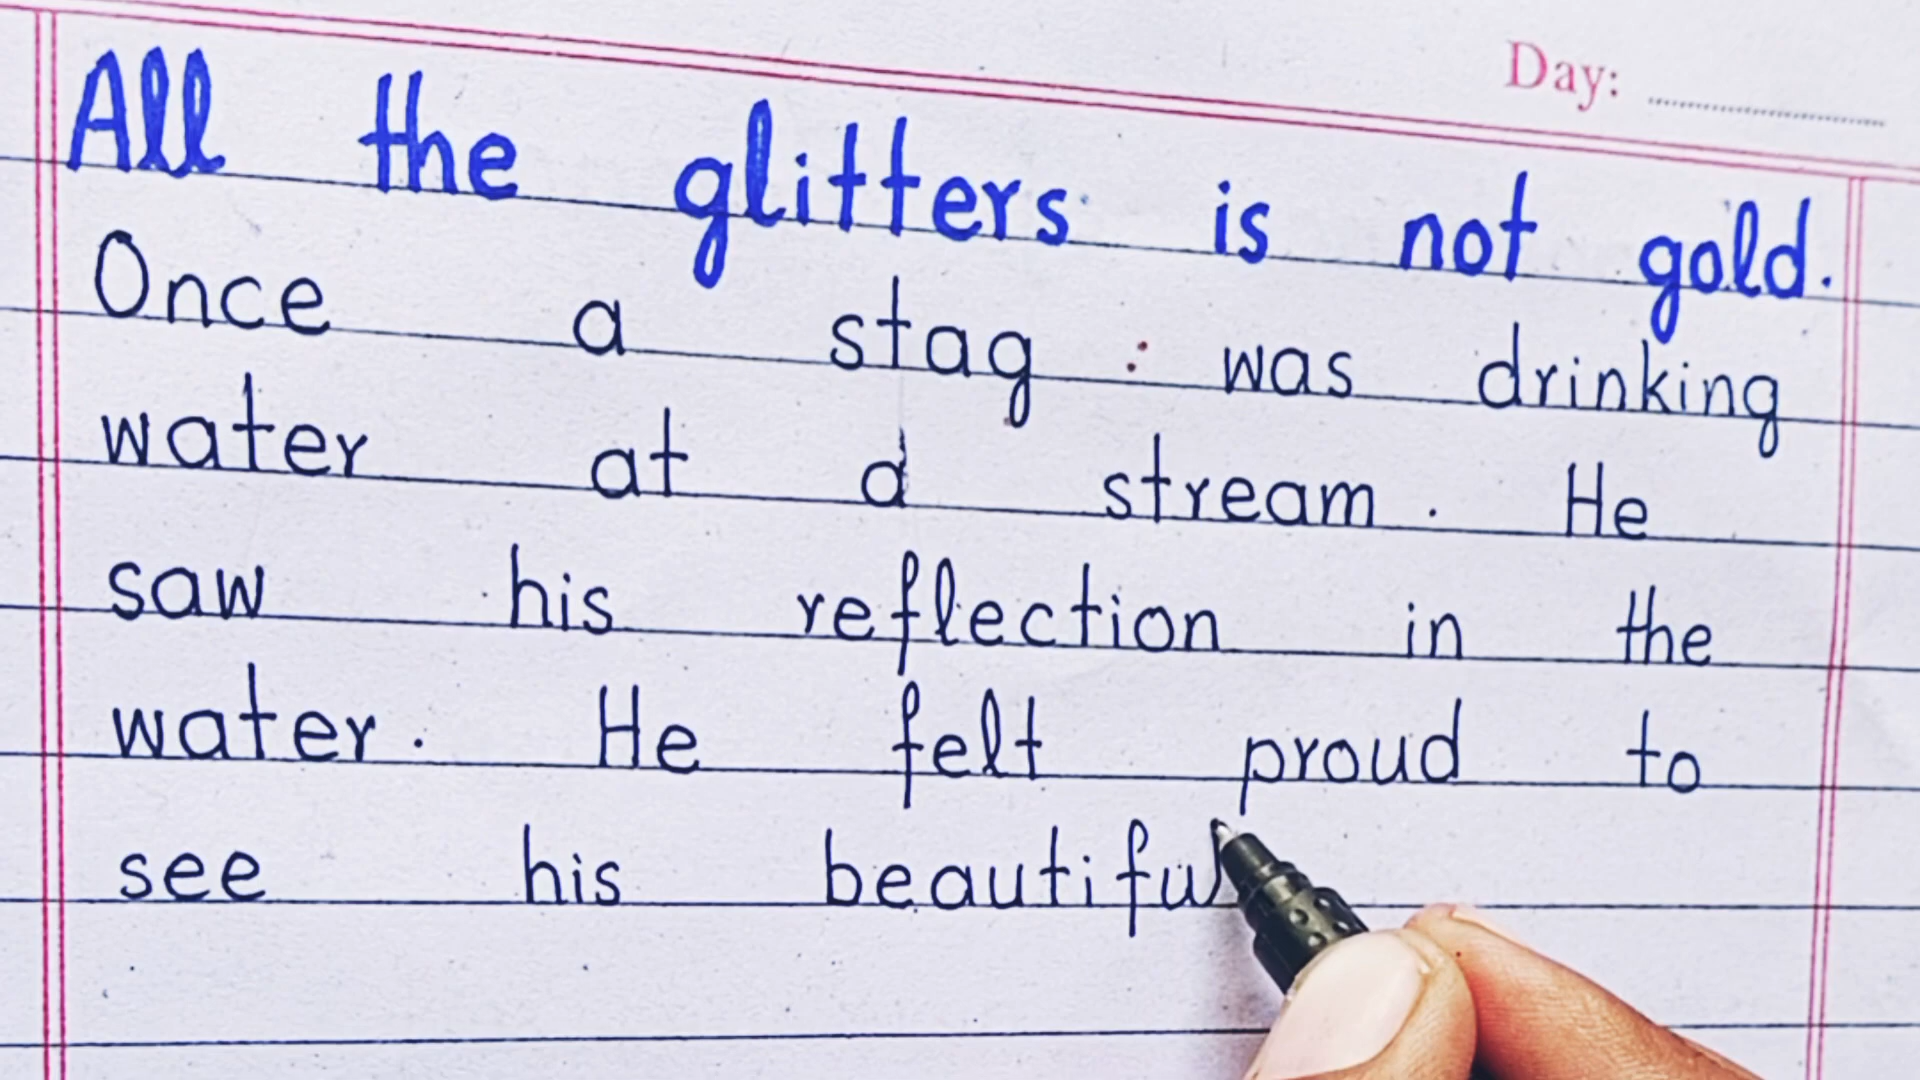 Day:
All the glitters is not gold.
Once a stag was drinking
water at a stream. He
saw his reflection in the
water. He felt proud to
see his beautiful